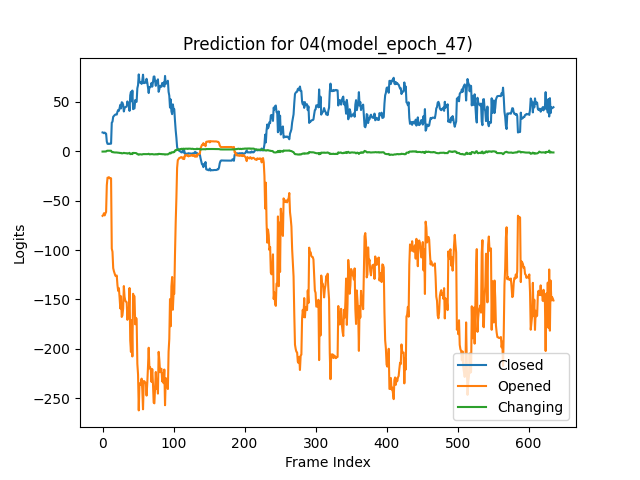 Prediction for 04(model_epoch_47)
Logits
50
0
−50
−100
−150
−200
−250
0 100 200 300 400 500 600
Frame Index
Closed
Opened
Changing